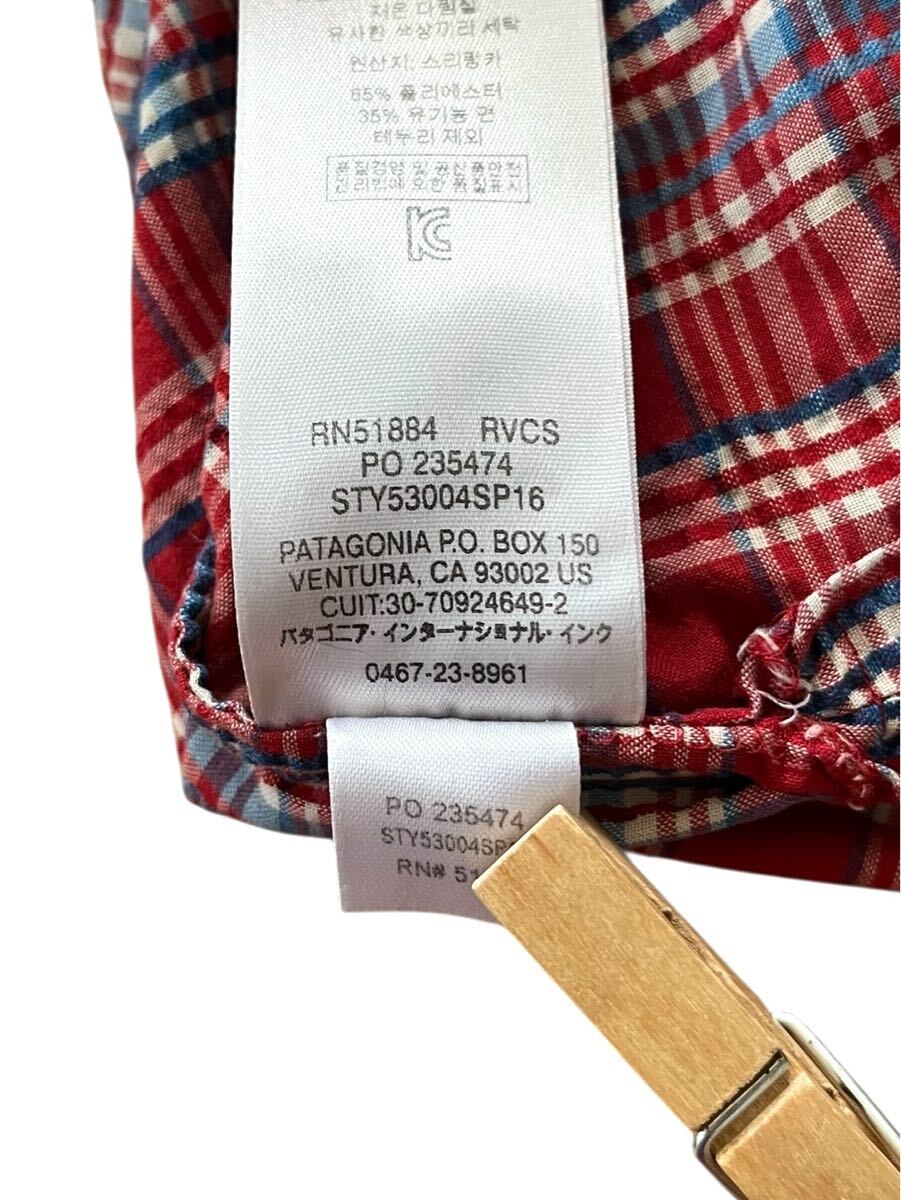 저온 다림질
유사한 색상끼리 세탁
원산지: 스리랑카
65% 폴리에스터
35% 유기농 면
테두리 제외
품질경영 및 공산품안전
관리법에 의한 품질표시
RN51884 RVCS
PO 235474
STY53004SP16
PATAGONIA P.O. BOX 150
VENTURA, CA 93002 US
CUIT:30-70924649-2
パタゴニア・インターナショナル・インク
0467-23-8961
PO 235474
STY53004SP
RN# 51